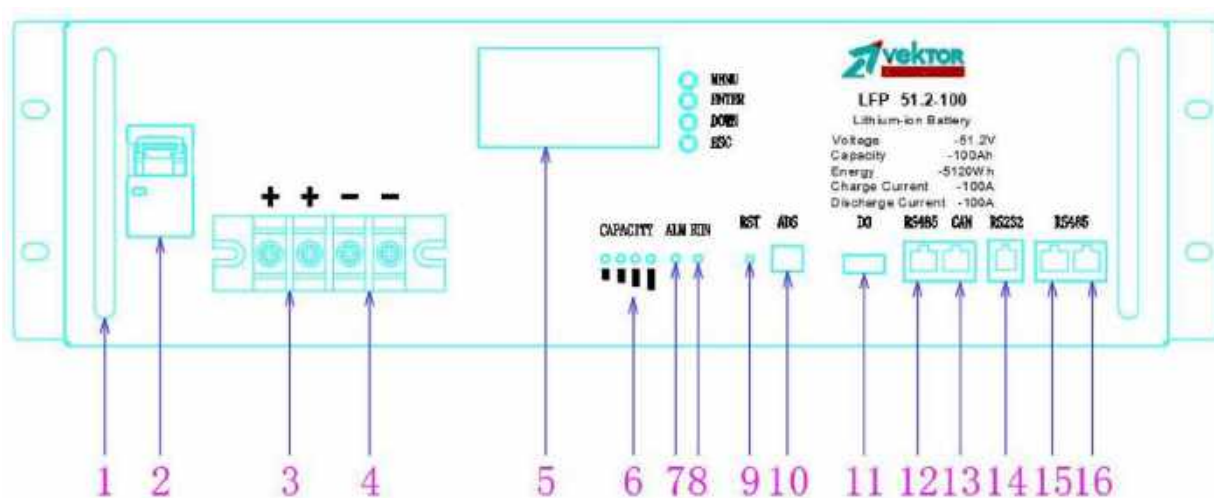 VEKTOR
LFP 51.2-100
Lithium-ion Battery
Voltage -51.2V
Capacity -100Ah
Energy -5120Wh
Charge Current -100A
Discharge Current -100A
MENU
ENTER
DOWN
ESC
+ + − −
CAPACITY ALM RUN RST ADS DO RS485 CAN RS232 RS485
1 2 3 4 5 6 7 8 9 10 11 12 13 14 15 16